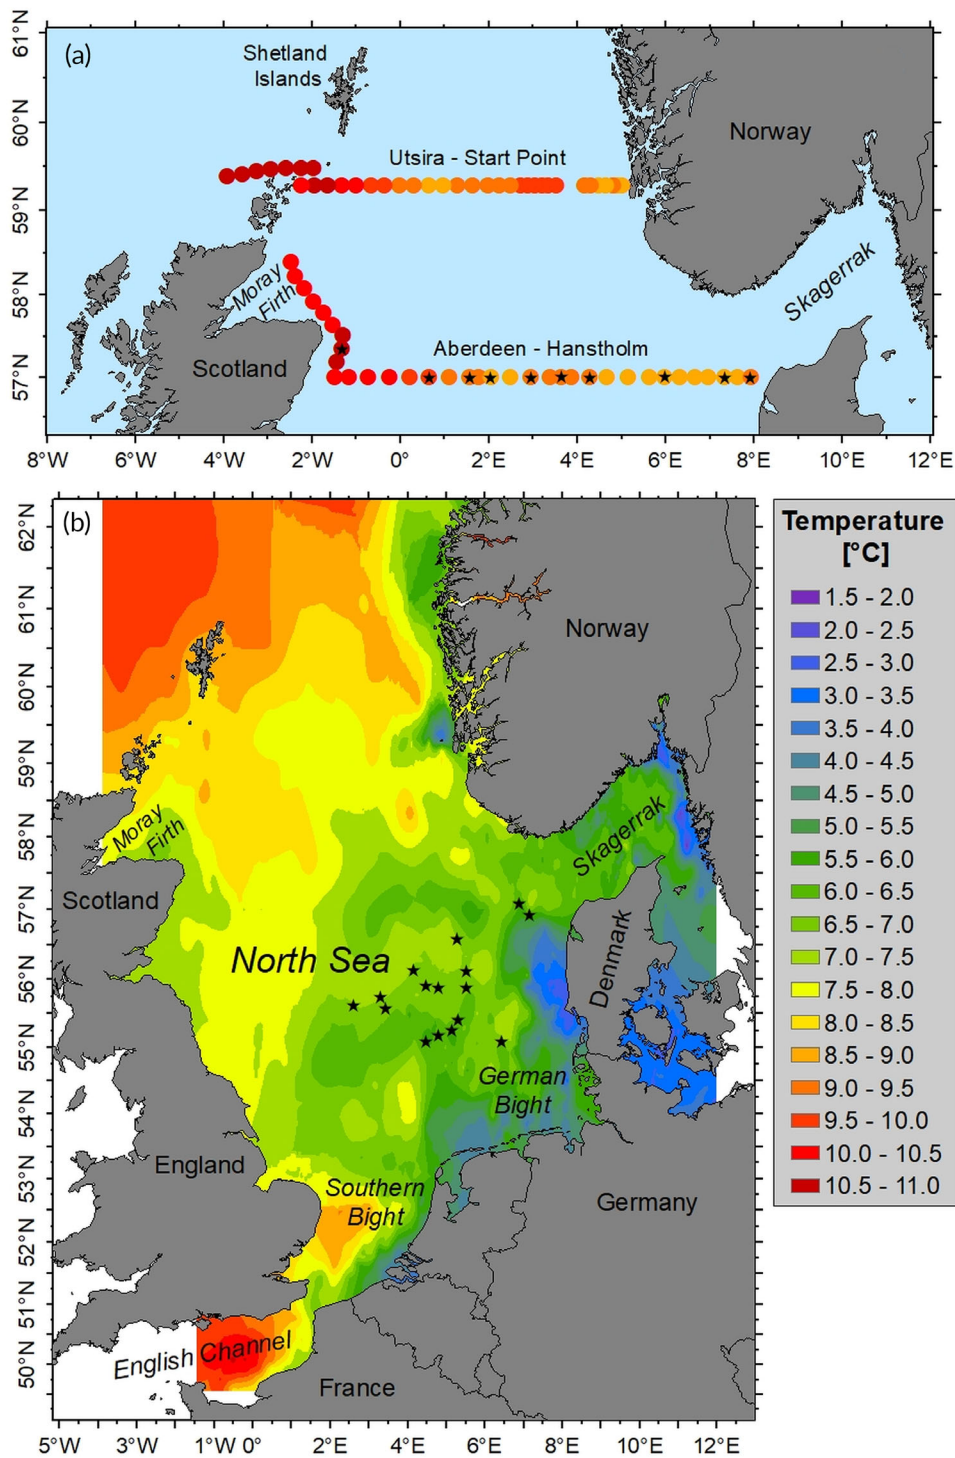 (a)
61°N
60°N
59°N
58°N
57°N
Shetland
Islands
Norway
Utsira - Start Point
Moray
Firth
Skagerrak
Scotland
Aberdeen - Hanstholm
8°W 6°W 4°W 2°W 0° 2°E 4°E 6°E 8°E 10°E 12°E
(b)
62°N
61°N
60°N
59°N
58°N
57°N
56°N
55°N
54°N
53°N
52°N
51°N
50°N
Norway
Moray
Firth
Skagerrak
Scotland
North Sea
Denmark
German
Bight
England
Southern
Bight
Germany
English Channel
France
5°W 3°W 1°W 0° 2°E 4°E 6°E 8°E 10°E 12°E
Temperature
[°C]
1.5 - 2.0
2.0 - 2.5
2.5 - 3.0
3.0 - 3.5
3.5 - 4.0
4.0 - 4.5
4.5 - 5.0
5.0 - 5.5
5.5 - 6.0
6.0 - 6.5
6.5 - 7.0
7.0 - 7.5
7.5 - 8.0
8.0 - 8.5
8.5 - 9.0
9.0 - 9.5
9.5 - 10.0
10.0 - 10.5
10.5 - 11.0